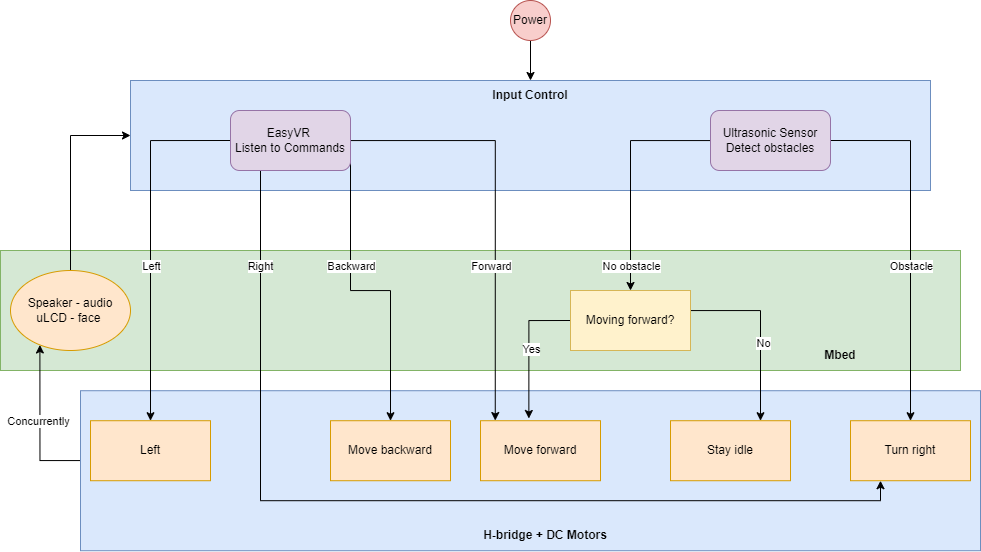 Power
Input Control
EasyVR
Listen to Commands
Ultrasonic Sensor
Detect obstacles
Left
Right
Backward
Forward
No obstacle
Obstacle
Speaker - audio
uLCD - face
Moving forward?
Yes
No
Mbed
Concurrently
Left
Move backward
Move forward
Stay idle
Turn right
H-bridge + DC Motors